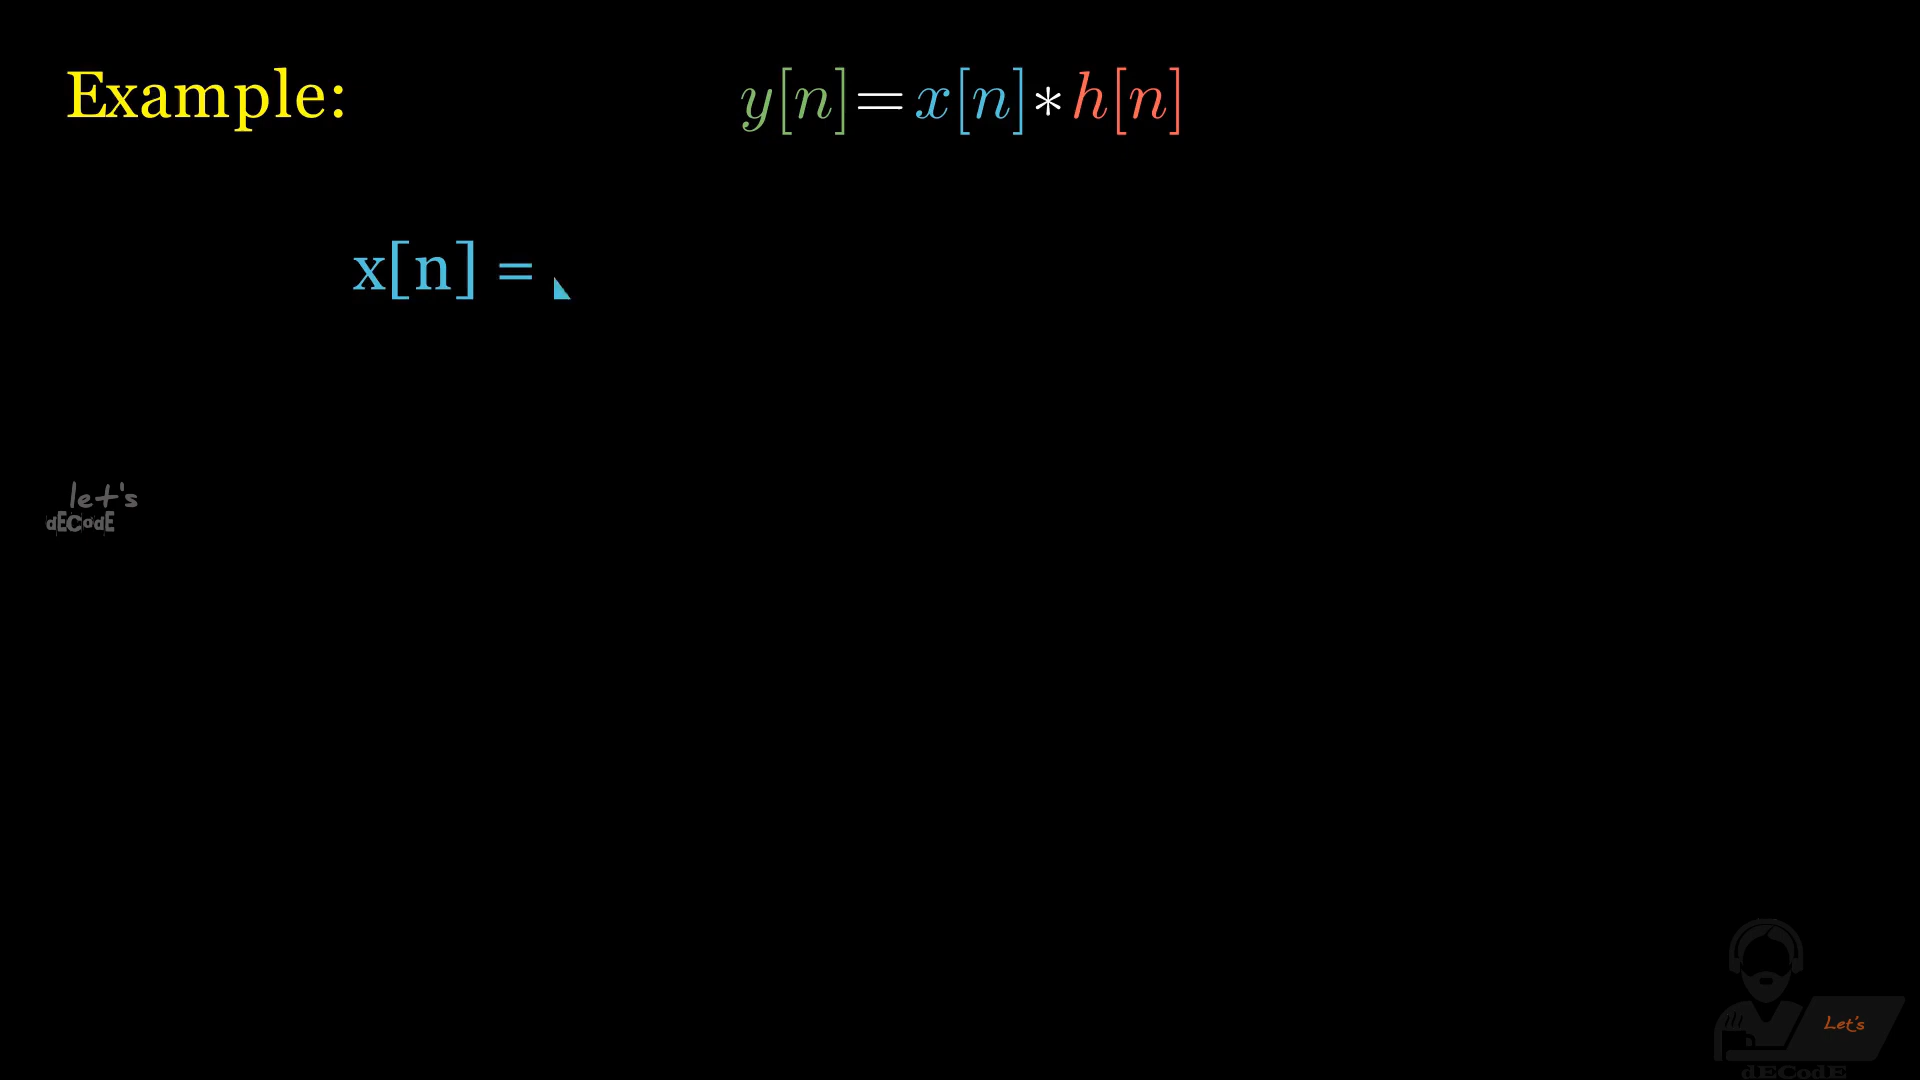 Example:
y[n]=x[n]*h[n]
x[n] =
let's
dECodE
Let's
dECodE